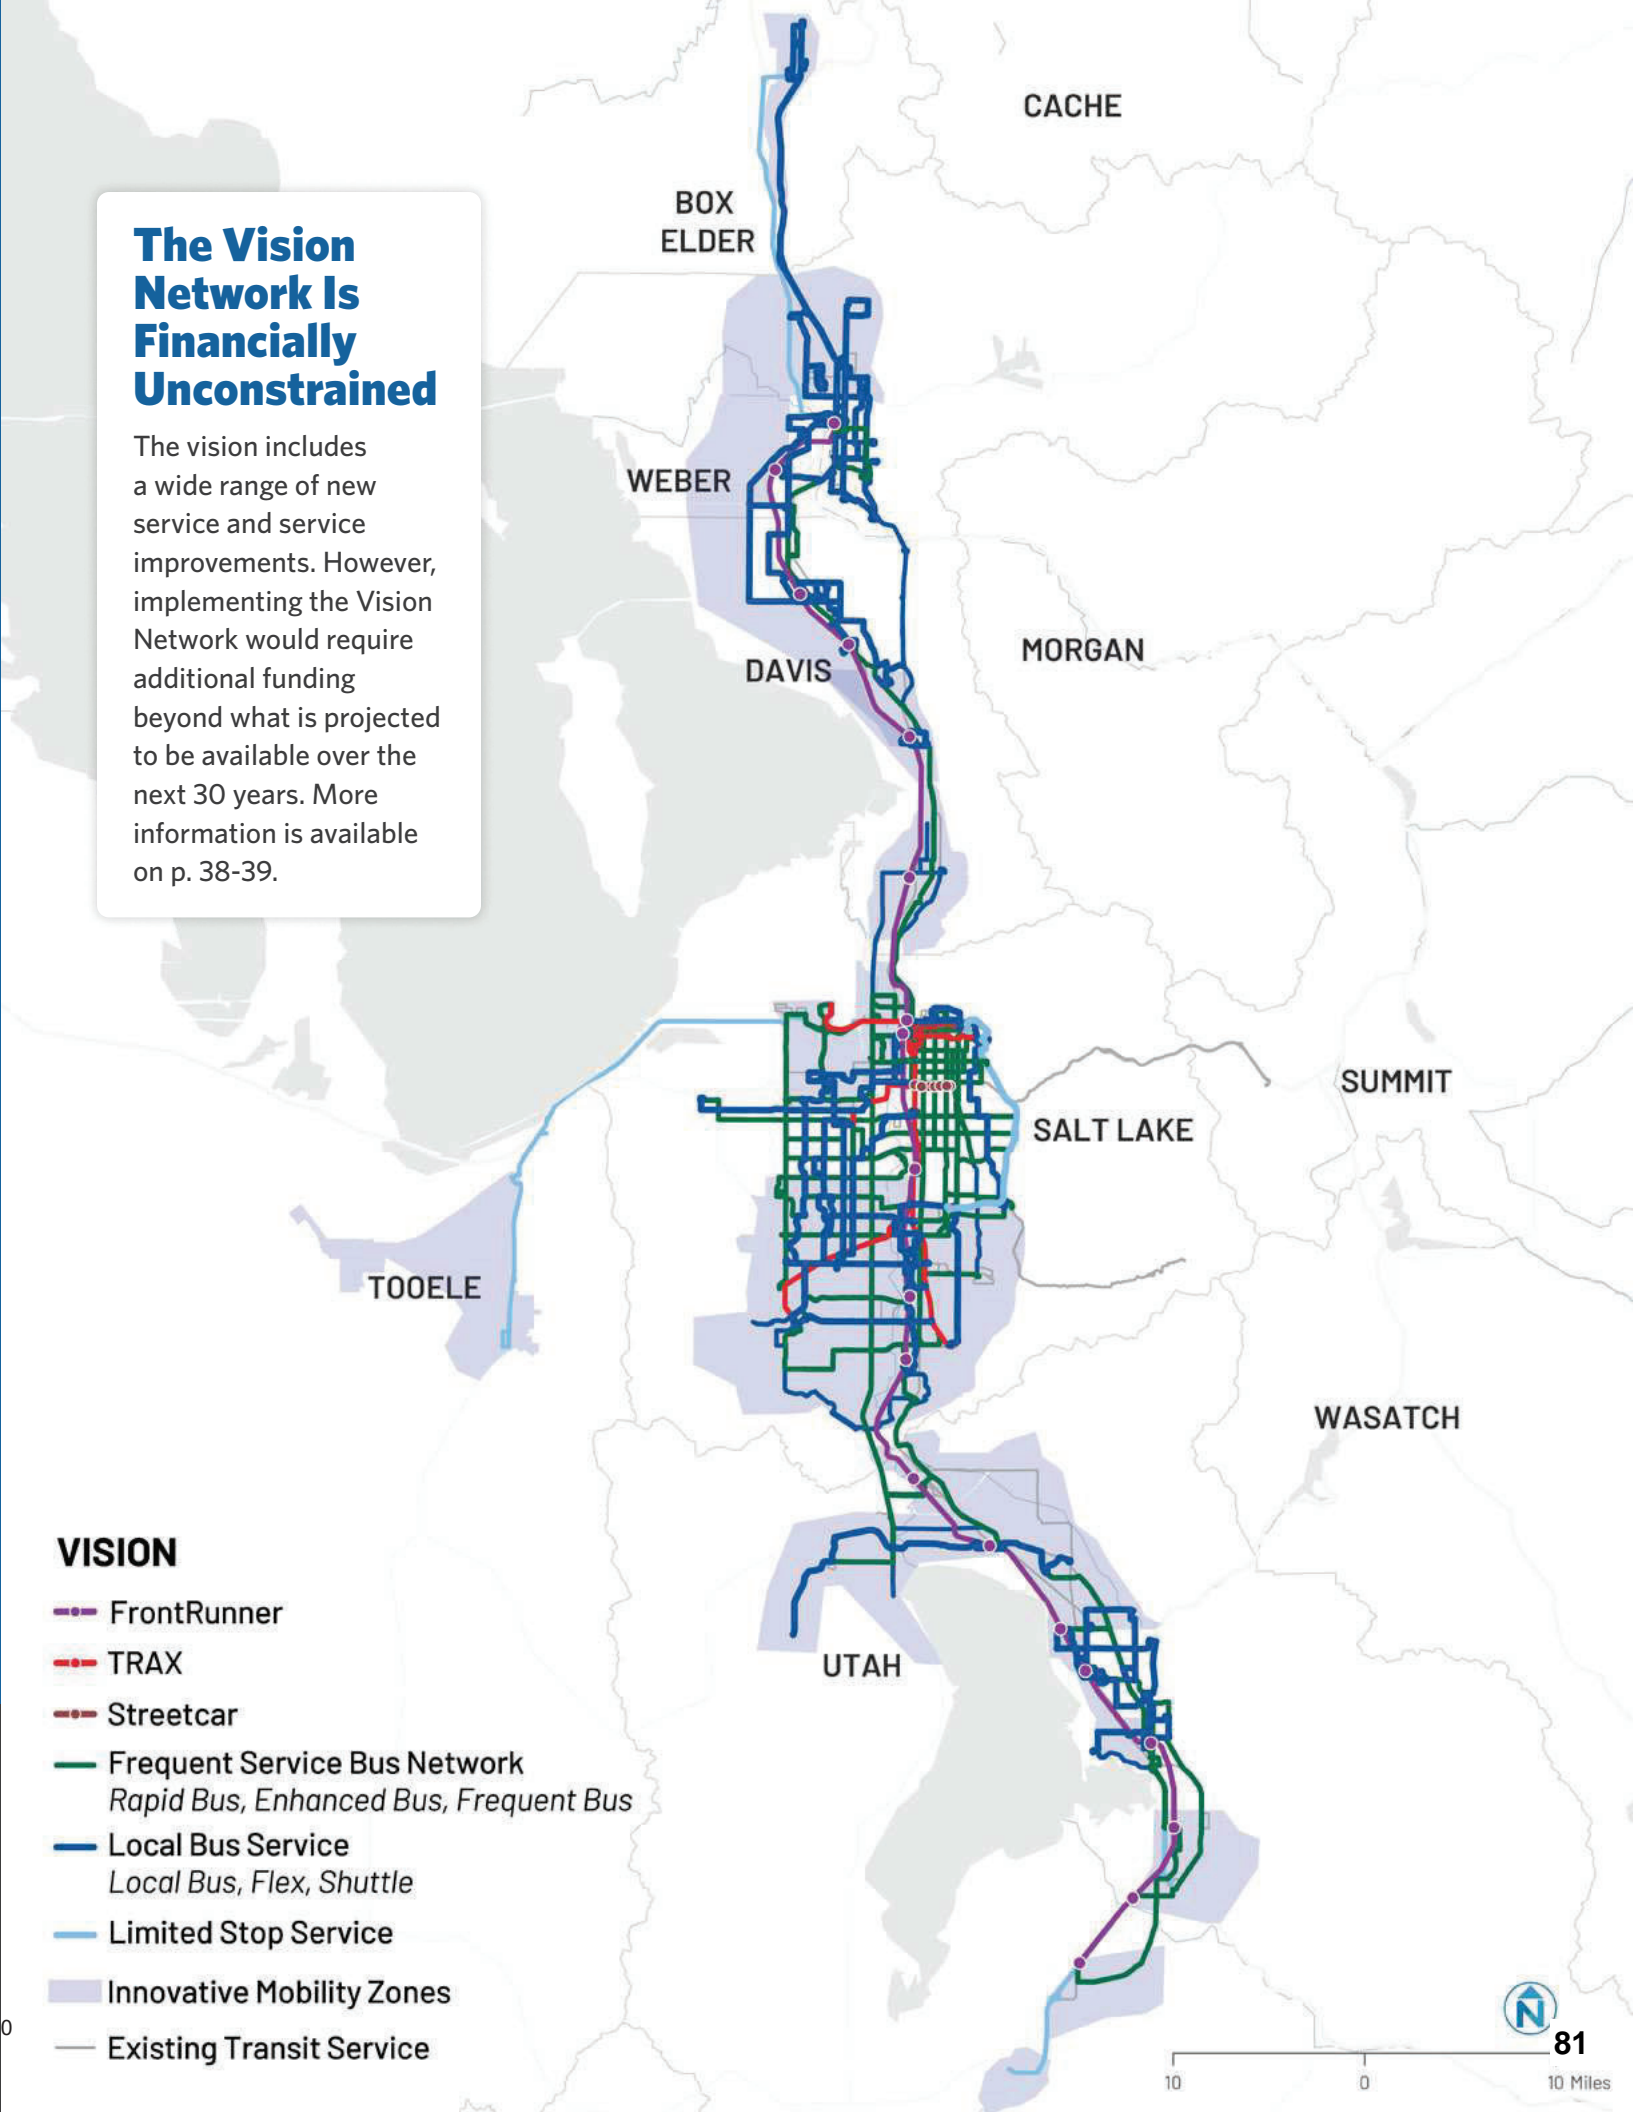 CACHE
BOX
ELDER
The Vision
Network Is
Financially
Unconstrained
The vision includes
a wide range of new
service and service
improvements. However,
implementing the Vision
Network would require
additional funding
beyond what is projected
to be available over the
next 30 years. More
information is available
on p. 38-39.
WEBER
MORGAN
DAVIS
SUMMIT
SALT LAKE
TOOELE
WASATCH
UTAH
VISION
FrontRunner
TRAX
Streetcar
Frequent Service Bus Network
Rapid Bus, Enhanced Bus, Frequent Bus
Local Bus Service
Local Bus, Flex, Shuttle
Limited Stop Service
Innovative Mobility Zones
Existing Transit Service
0
N
81
10
0
10 Miles